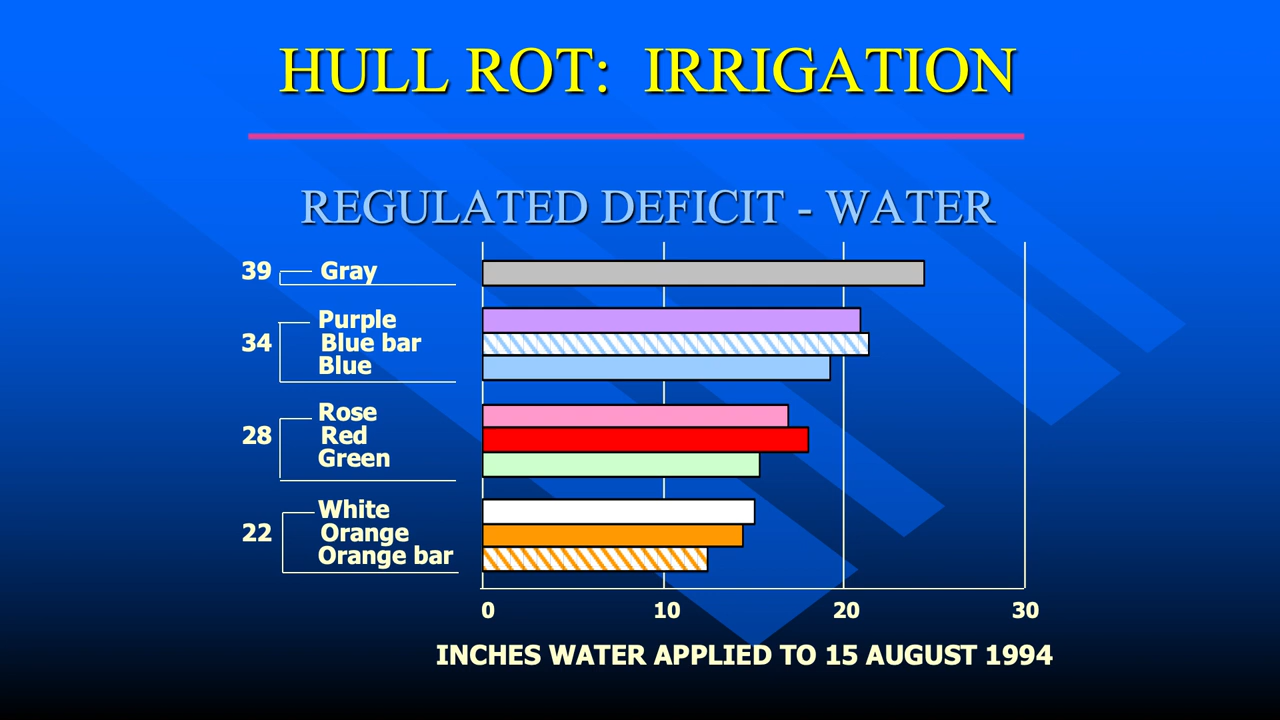 HULL ROT: IRRIGATION
REGULATED DEFICIT - WATER
39 Gray
Purple
34 Blue bar
Blue
Rose
28 Red
Green
White
22 Orange
Orange bar
0 10 20 30
INCHES WATER APPLIED TO 15 AUGUST 1994